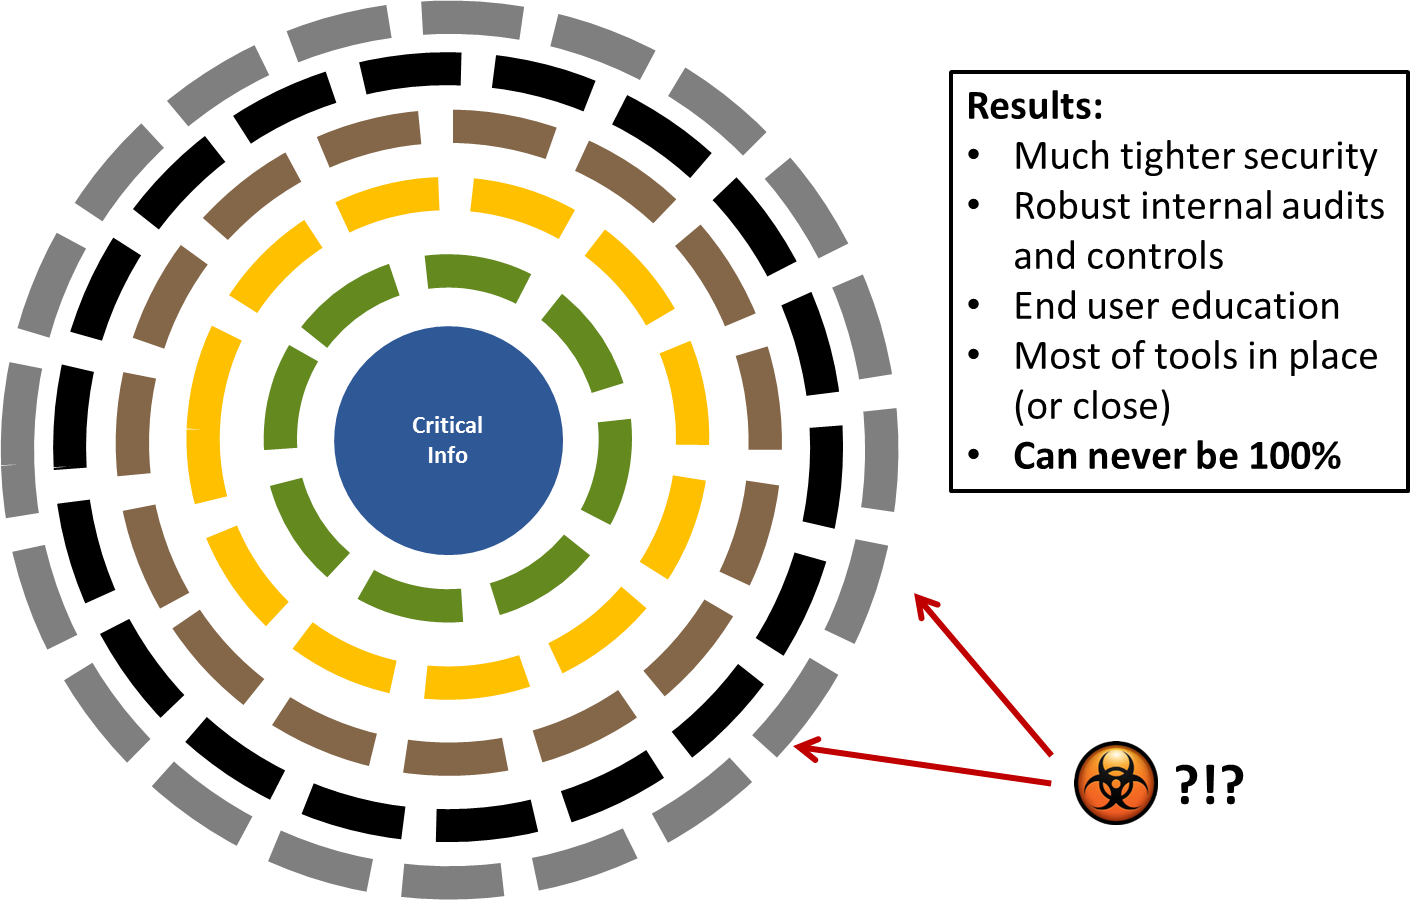 Critical
Info
Results:
• Much tighter security
• Robust internal audits
and controls
• End user education
• Most of tools in place
(or close)
• Can never be 100%
?!?